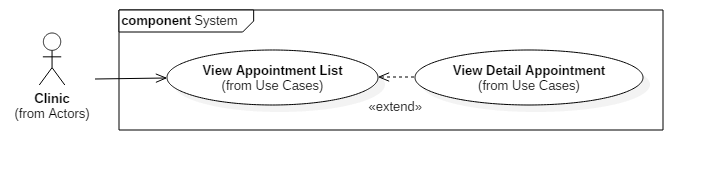 component System
View Appointment List
(from Use Cases)
View Detail Appointment
(from Use Cases)
«extend»
Clinic
(from Actors)